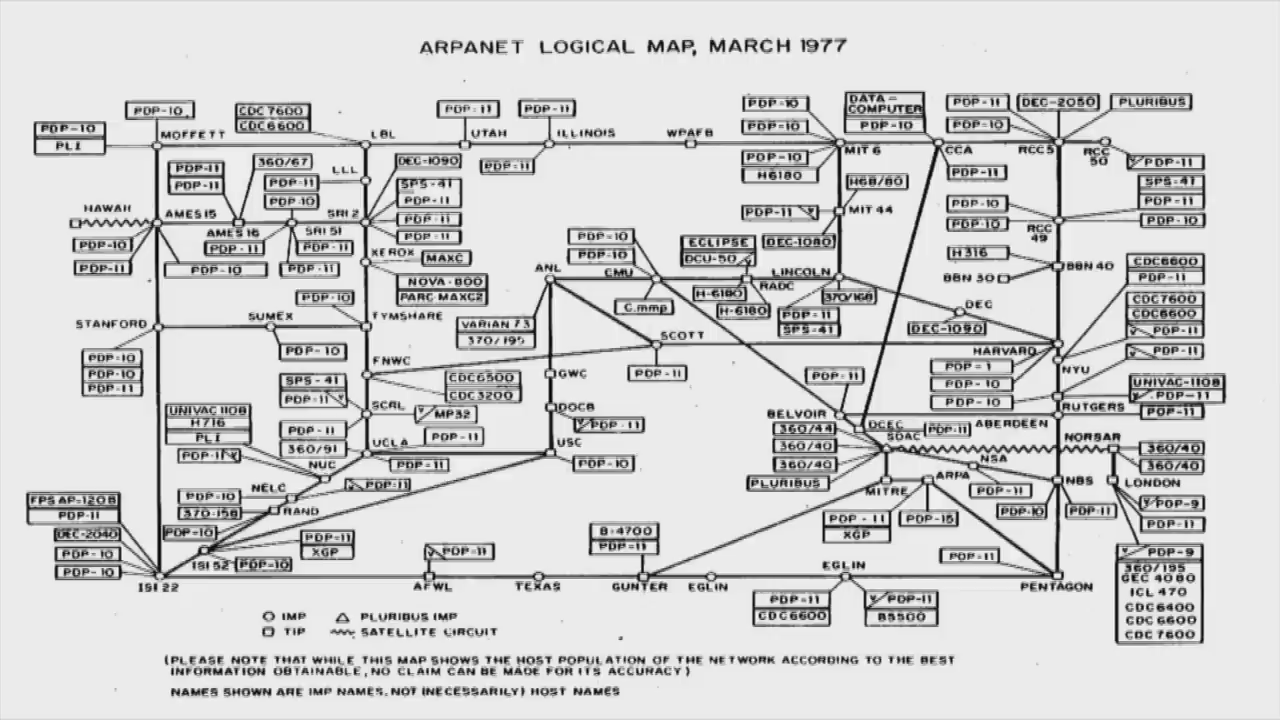 ARPANET LOGICAL MAP, MARCH 1977
PDP-10
CDC 7600
CDC 6600
PDP-11
PDP-11
PDP-10
PDP-10
DATA-
COMPUTER
PDP-10
PDP-11
DEC-2050
PLURIBUS
PDP-10
PDP-10
PLI
MOFFETT
LBL
UTAH
ILLINOIS
WPAFB
MIT 6
CCA
RCC5
RCC
50
PDP-11
PDP-11
PDP-11
PDP-11
360/67
LLL
PDP-11
PDP-10
DEC-1090
SPS-41
PDP-11
PDP-11
PDP-11
PDP-10
H6180
PDP-11
H68/80
SPS-41
PDP-11
PDP-10
HAWAII
AMES 15
AMES 16
SRI 51
SRI 2
PDP-11
MIT 44
PDP-10
PDP-10
RCC
49
PDP-10
PDP-11
PDP-11
PDP-11
PDP-10
PDP-11
XEROX
MAXC
NOVA-800
PARC-MAXC2
PDP-10
PDP-10
ECLIPSE
DCU-50
DEC-1080
H316
BBN 30
BBN 40
CDC6600
PDP-11
CDC7600
CDC6600
PDP-11
PDP-11
ANL
CMU
RADC
LINCOLN
C.mmp
H-6180
H-6180
370/168
PDP-11
SPS-41
DEC
DEC-1090
STANFORD
SUMEX
PDP-10
TYMSHARE
VARIAN 73
370/195
SCOTT
HARVARD
PDP-10
PDP-10
PDP-11
PDP-10
FNWC
PDP-11
PDP-11
PDP-1
PDP-10
PDP-10
NYU
UNIVAC-1108
PDP-11
PDP-11
SPS-41
PDP-11
CDC6500
CDC3200
GWC
SCRL
MP32
DOCB
PDP-11
BELVOIR
DCEC
PDP-11
ABERDEEN
RUTGERS
UNIVAC 1108
H716
PLI
PDP-11
PDP-11
360/91
UCLA
PDP-11
PDP-11
USC
PDP-10
360/44
360/40
360/40
PLURIBUS
SDAC
NORSAR
360/40
360/40
NUC
PDP-11
NSA
PDP-11
NELC
PDP-10
370-158
RAND
MITRE
ARPA
PDP-11
XGP
PDP-15
NBS
PDP-10
PDP-11
LONDON
PDP-9
PDP-11
FPS AP-120B
PDP-11
DEC-2040
PDP-10
PDP-10
PDP-10
ISI 52
PDP-10
PDP-11
XGP
PDP-11
B-4700
PDP-11
PDP-11
PDP-9
360/195
GEC 4080
ICL 470
CDC6400
CDC 6600
CDC 7600
ISI 22
AFWL
TEXAS
GUNTER
EGLIN
EGLIN
PENTAGON
PDP-11
CDC6600
PDP-11
B5500
IMP
PLURIBUS IMP
TIP
SATELLITE CIRCUIT
(PLEASE NOTE THAT WHILE THIS MAP SHOWS THE HOST POPULATION OF THE NETWORK ACCORDING TO THE BEST
INFORMATION OBTAINABLE, NO CLAIM CAN BE MADE FOR ITS ACCURACY)
NAMES SHOWN ARE IMP NAMES, NOT (NECESSARILY) HOST NAMES